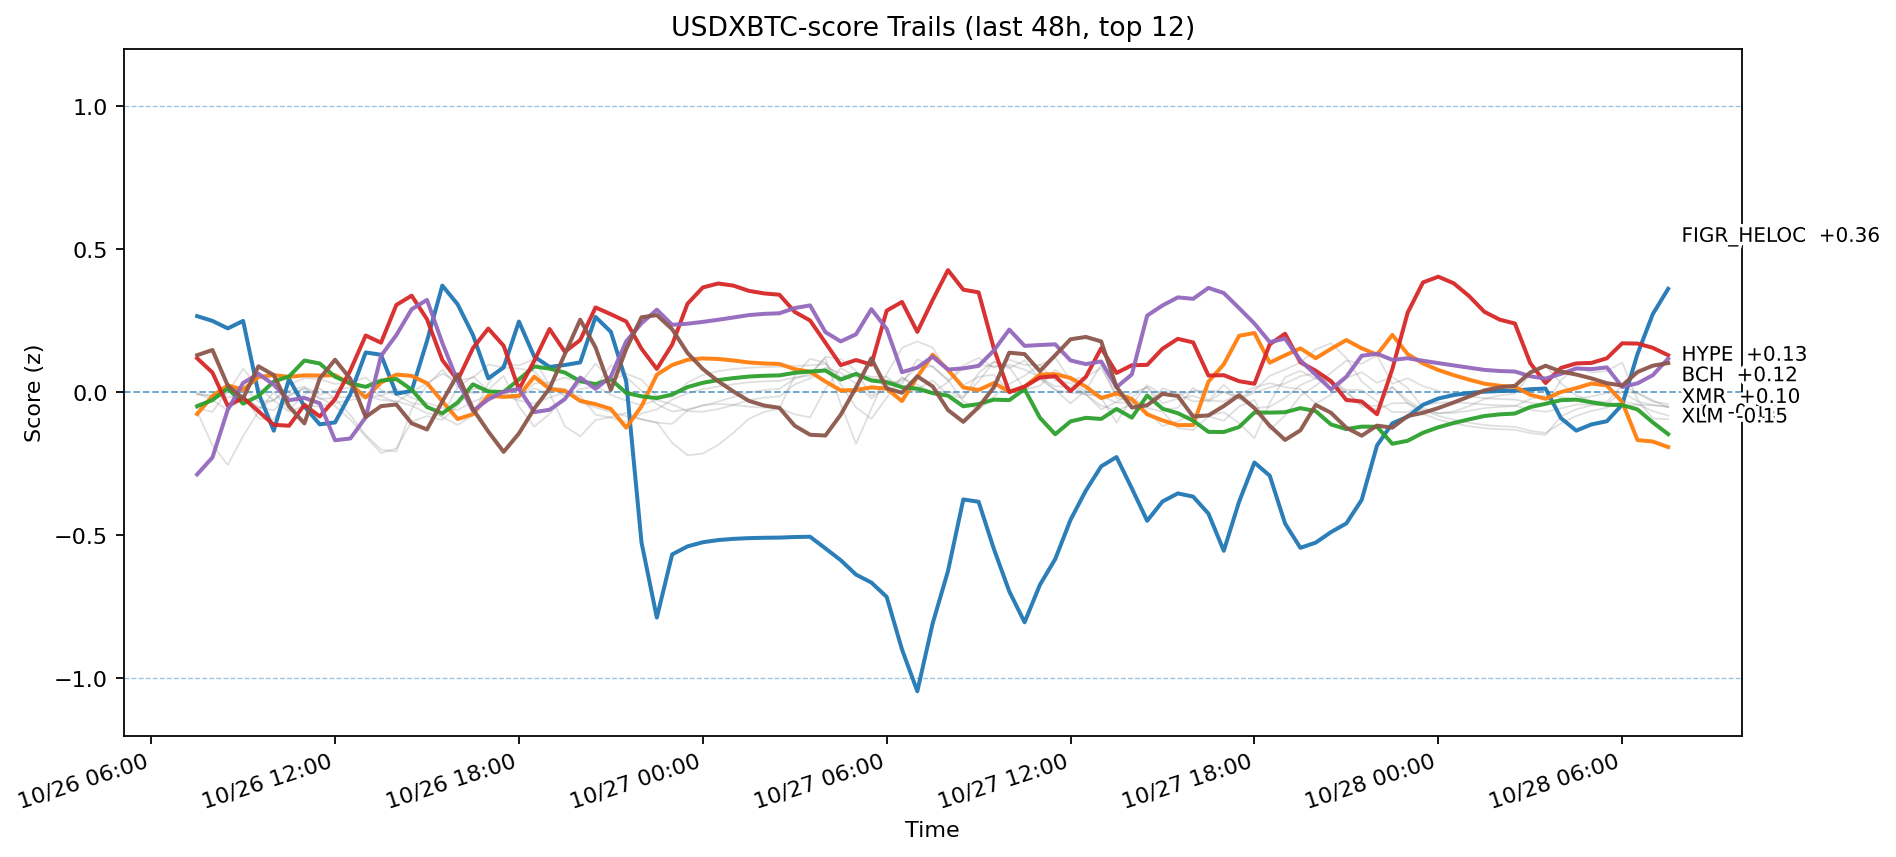 USDXBTC-score Trails (last 48h, top 12)
Score (z)
1.0
0.5
0.0
−0.5
−1.0
FIGR_HELOC +0.36
HYPE +0.13
BCH +0.12
XMR +0.10
XLM -0.15
10/26 06:00
10/26 12:00
10/26 18:00
10/27 00:00
10/27 06:00
10/27 12:00
10/27 18:00
10/28 00:00
10/28 06:00
Time